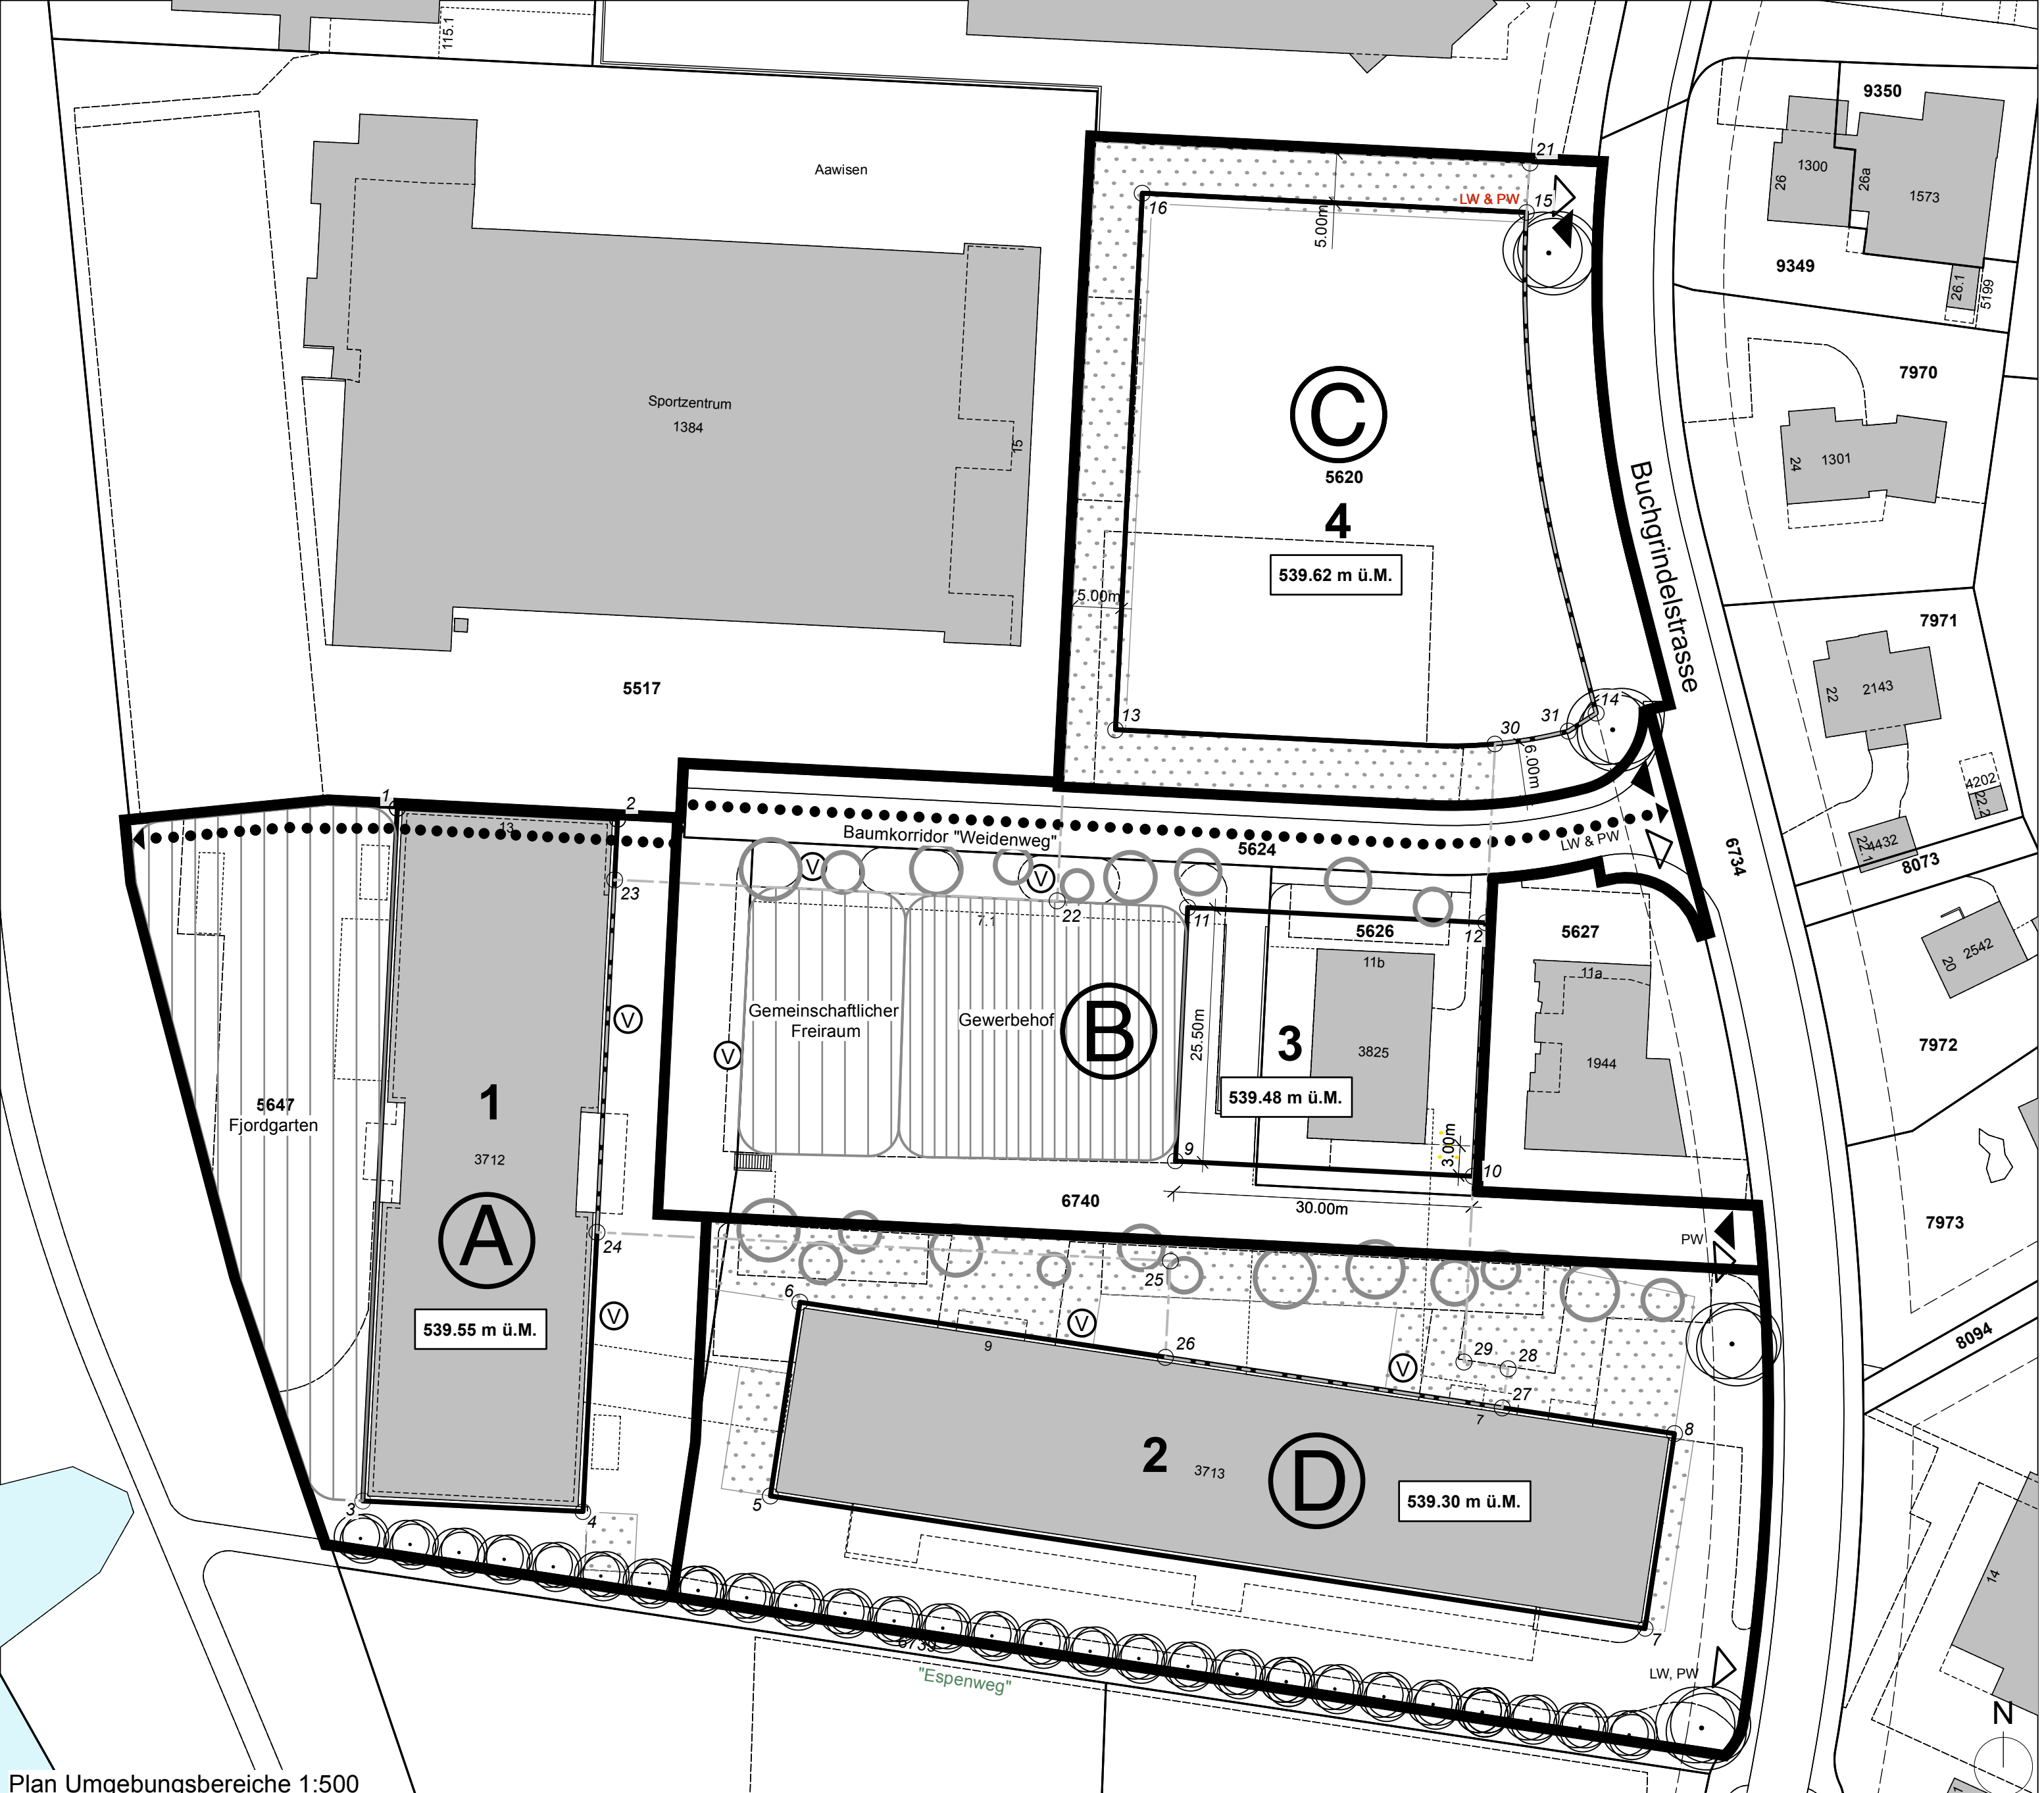 115.1
Aawisen
21
9350
1300
26
26a
1573
LW & PW
15
16
5.00m
9349
26.1
5199
7970
Sportzentrum
1384
15
C
5620
4
539.62 m ü.M.
24
1301
Buchgrindelstrasse
5.00m
7971
22
2143
5517
13
14
31
30
6.00m
4202
22.2
1
2
13
Baumkorridor "Weidenweg"
5624
LW & PW
6734
22.1
4432
8073
V
V
23
22
7.1
11
12
5626
5627
11b
11a
20
2542
Gemeinschaftlicher
Freiraum
Gewerbehof
B
25.50m
3
3825
1944
7972
V
V
539.48 m ü.M.
5647
Fjordgarten
1
3712
3.00m
9
10
6740
30.00m
7973
PW
A
24
25
6
V
V
539.55 m ü.M.
9
26
29
28
V
27
7
8
8094
2
3713
D
539.30 m ü.M.
5
3
4
7
14
6739
"Espenweg"
LW, PW
N
Plan Umgebungsbereiche 1:500